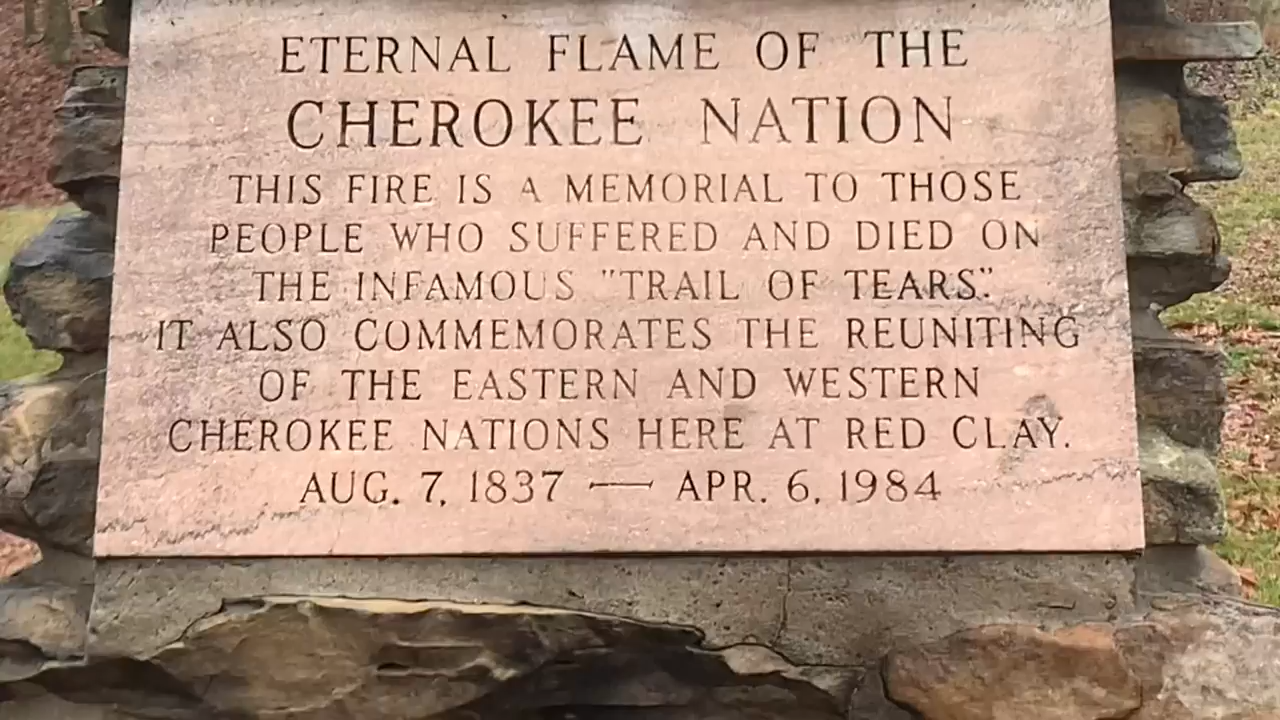 ETERNAL FLAME OF THE
CHEROKEE NATION
THIS FIRE IS A MEMORIAL TO THOSE
PEOPLE WHO SUFFERED AND DIED ON
THE INFAMOUS "TRAIL OF TEARS".
IT ALSO COMMEMORATES THE REUNITING
OF THE EASTERN AND WESTERN
CHEROKEE NATIONS HERE AT RED CLAY.
AUG. 7, 1837 — APR. 6, 1984